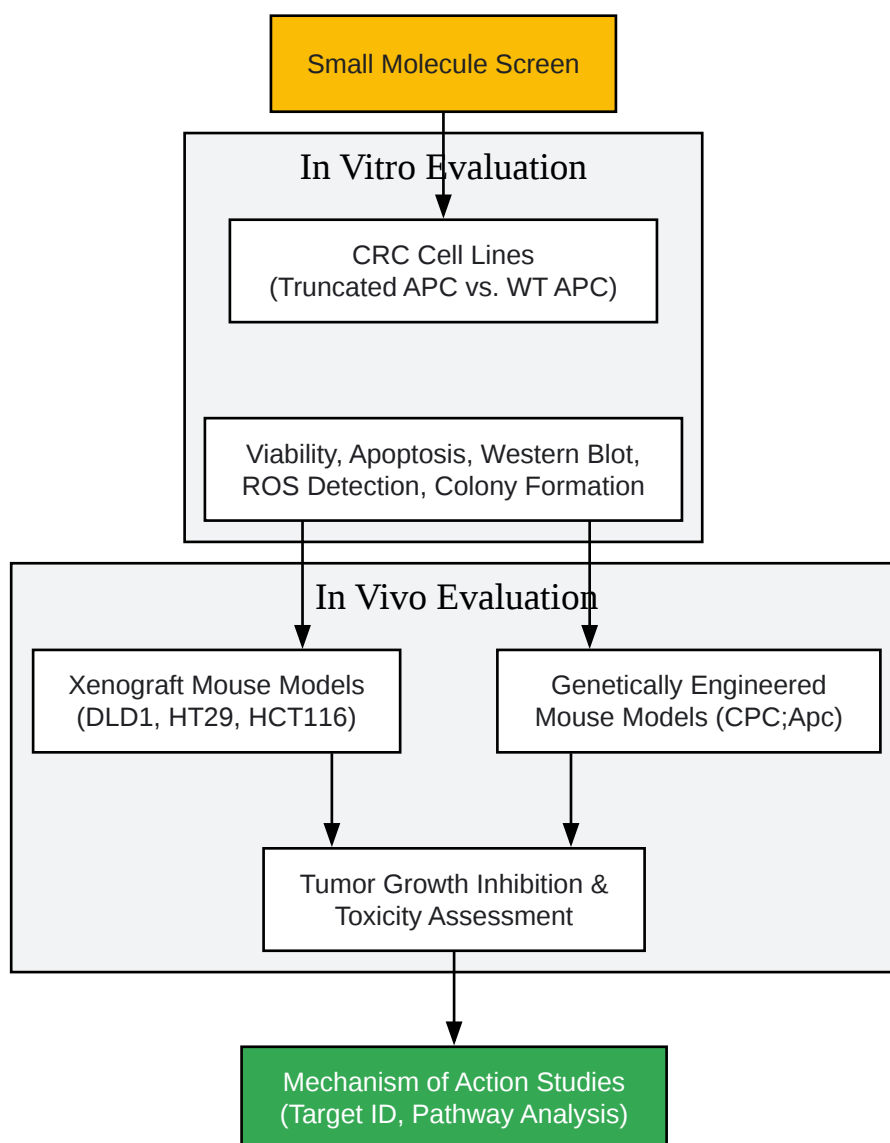 Small Molecule Screen
In Vitro Evaluation
CRC Cell Lines
(Truncated APC vs. WT APC)
Viability, Apoptosis, Western Blot,
ROS Detection, Colony Formation
In Vivo Evaluation
Xenograft Mouse Models
(DLD1, HT29, HCT116)
Genetically Engineered
Mouse Models (CPC;Apc)
Tumor Growth Inhibition &
Toxicity Assessment
Mechanism of Action Studies
(Target ID, Pathway Analysis)